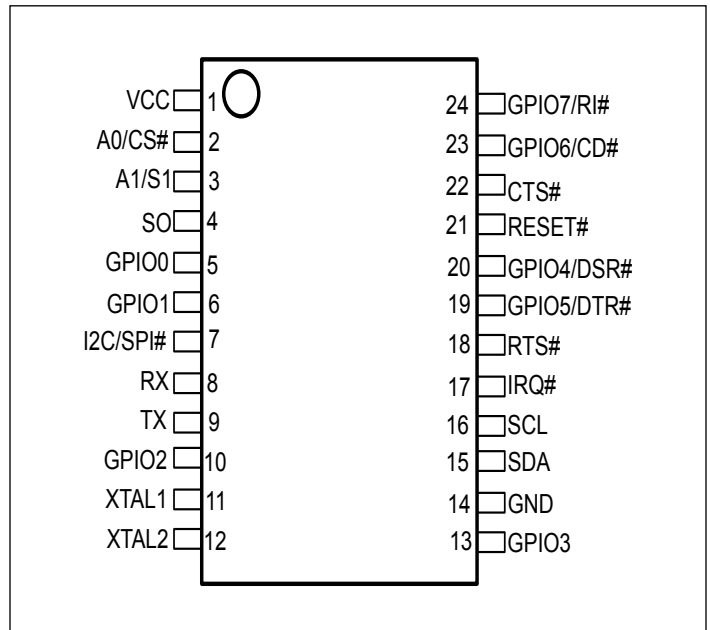 VCC 1
A0/CS# 2
A1/S1 3
SO 4
GPIO0 5
GPIO1 6
I2C/SPI# 7
RX 8
TX 9
GPIO2 10
XTAL1 11
XTAL2 12
24 GPIO7/RI#
23 GPIO6/CD#
22 CTS#
21 RESET#
20 GPIO4/DSR#
19 GPIO5/DTR#
18 RTS#
17 IRQ#
16 SCL
15 SDA
14 GND
13 GPIO3